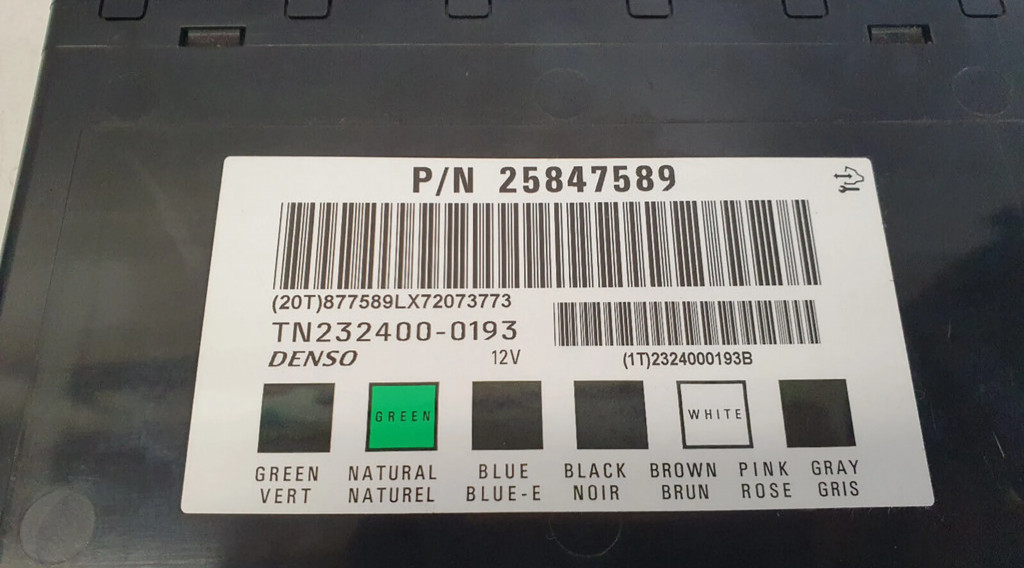 P/N 25847589
(20T)877589LX72073773
TN232400-0193
DENSO 12V
(1T)2324000193B
GREEN WHITE
GREEN NATURAL BLUE BLACK BROWN PINK GRAY
VERT NATUREL BLUE-E NOIR BRUN ROSE GRIS